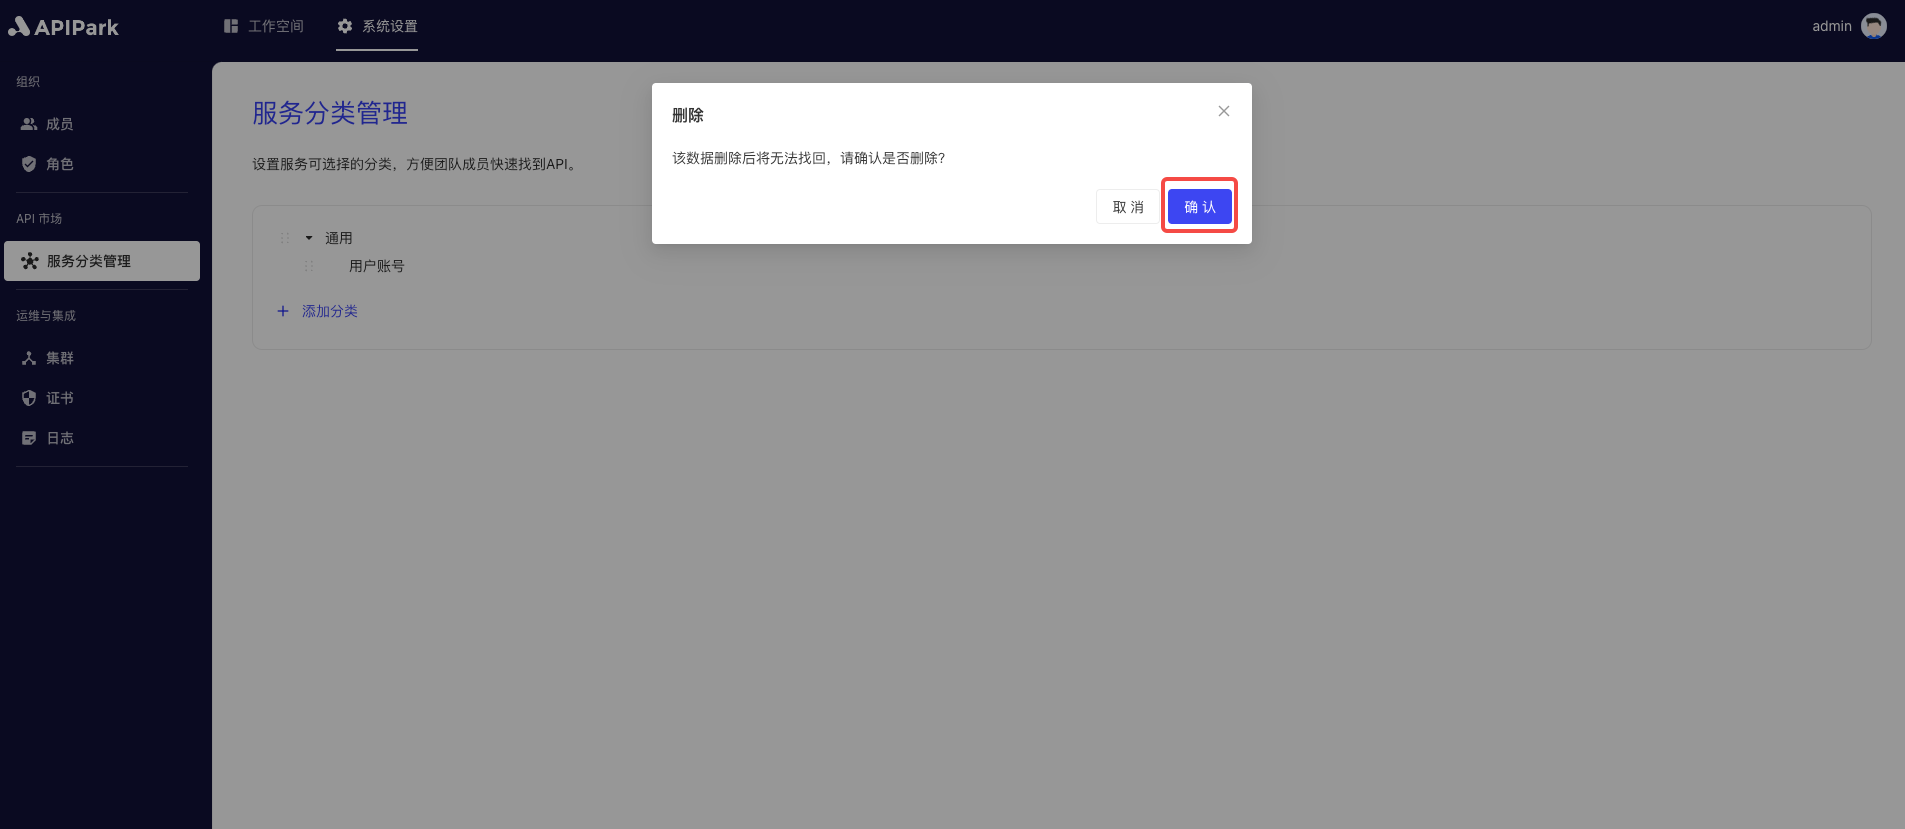 APIPark
工作空间
系统设置
admin
组织
成员
角色
API 市场
服务分类管理
运维与集成
集群
证书
日志
服务分类管理
设置服务可选择的分类，方便团队成员快速找到API。
通用
用户账号
添加分类
删除
该数据删除后将无法找回，请确认是否删除?
取 消
确 认